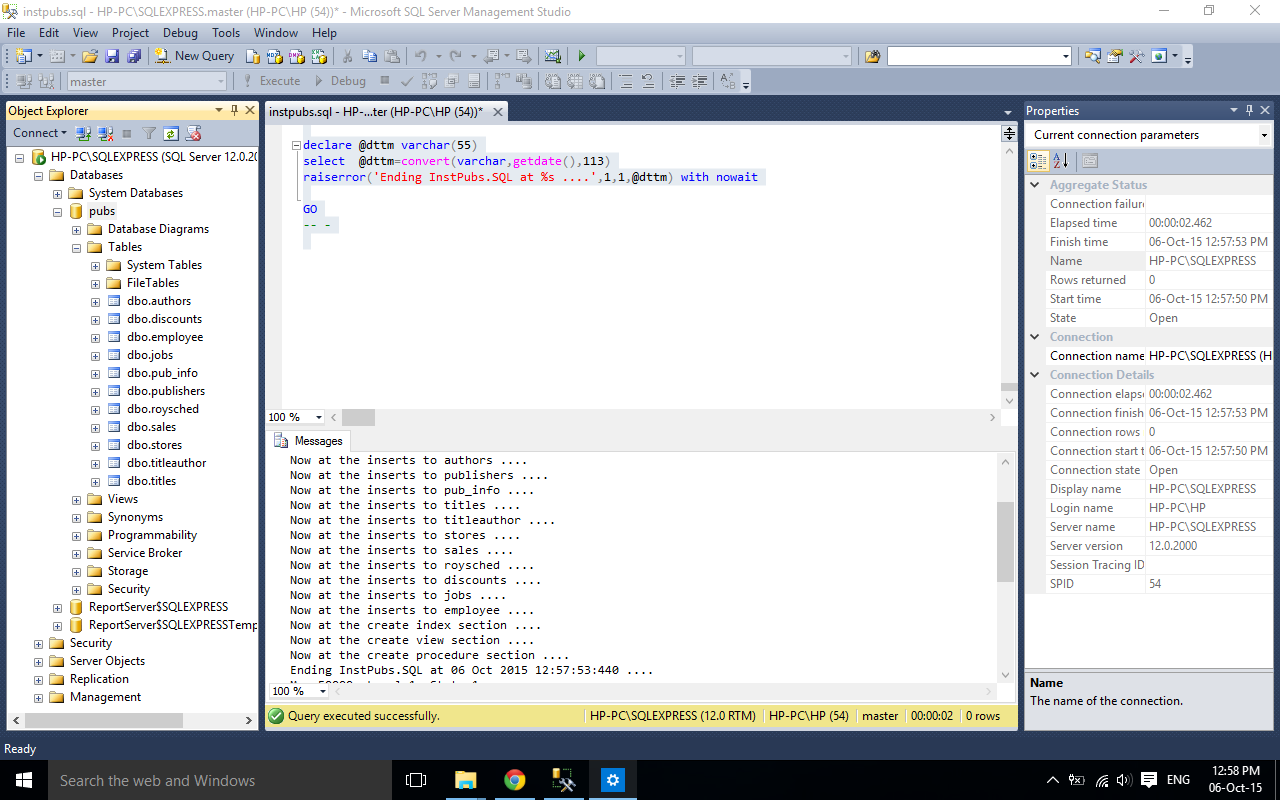 instpubs.sql - HP-PC\SQLEXPRESS.master (HP-PC\HP (54))* - Microsoft SQL Server Management Studio
File Edit View Project Debug Tools Window Help
New Query
master Execute Debug
Object Explorer
Connect
HP-PC\SQLEXPRESS (SQL Server 12.0.20
Databases
System Databases
pubs
Database Diagrams
Tables
System Tables
FileTables
dbo.authors
dbo.discounts
dbo.employee
dbo.jobs
dbo.pub_info
dbo.publishers
dbo.roysched
dbo.sales
dbo.stores
dbo.titleauthor
dbo.titles
Views
Synonyms
Programmability
Service Broker
Storage
Security
ReportServer$SQLEXPRESS
ReportServer$SQLEXPRESSTemp
Security
Server Objects
Replication
Management
instpubs.sql - HP-...ter (HP-PC\HP (54))*
declare @dttm varchar(55)
select @dttm=convert(varchar,getdate(),113)
raiserror('Ending InstPubs.SQL at %s ....',1,1,@dttm) with nowait
GO
-- -
100 %
Messages
Now at the inserts to authors ....
Now at the inserts to publishers ....
Now at the inserts to pub_info ....
Now at the inserts to titles ....
Now at the inserts to titleauthor ....
Now at the inserts to stores ....
Now at the inserts to sales ....
Now at the inserts to roysched ....
Now at the inserts to discounts ....
Now at the inserts to jobs ....
Now at the inserts to employee ....
Now at the create index section ....
Now at the create view section ....
Now at the create procedure section ....
Ending InstPubs.SQL at 06 Oct 2015 12:57:53:440 ....
100 %
Query executed successfully. HP-PC\SQLEXPRESS (12.0 RTM) HP-PC\HP (54) master 00:00:02 0 rows
Properties
Current connection parameters
Aggregate Status
Connection failure
Elapsed time 00:00:02.462
Finish time 06-Oct-15 12:57:53 PM
Name HP-PC\SQLEXPRESS
Rows returned 0
Start time 06-Oct-15 12:57:50 PM
State Open
Connection
Connection name HP-PC\SQLEXPRESS (H
Connection Details
Connection elapse 00:00:02.462
Connection finish 06-Oct-15 12:57:53 PM
Connection rows 0
Connection start t 06-Oct-15 12:57:50 PM
Connection state Open
Display name HP-PC\SQLEXPRESS
Login name HP-PC\HP
Server name HP-PC\SQLEXPRESS
Server version 12.0.2000
Session Tracing ID
SPID 54
Name
The name of the connection.
Ready
Search the web and Windows
ENG
12:58 PM
06-Oct-15